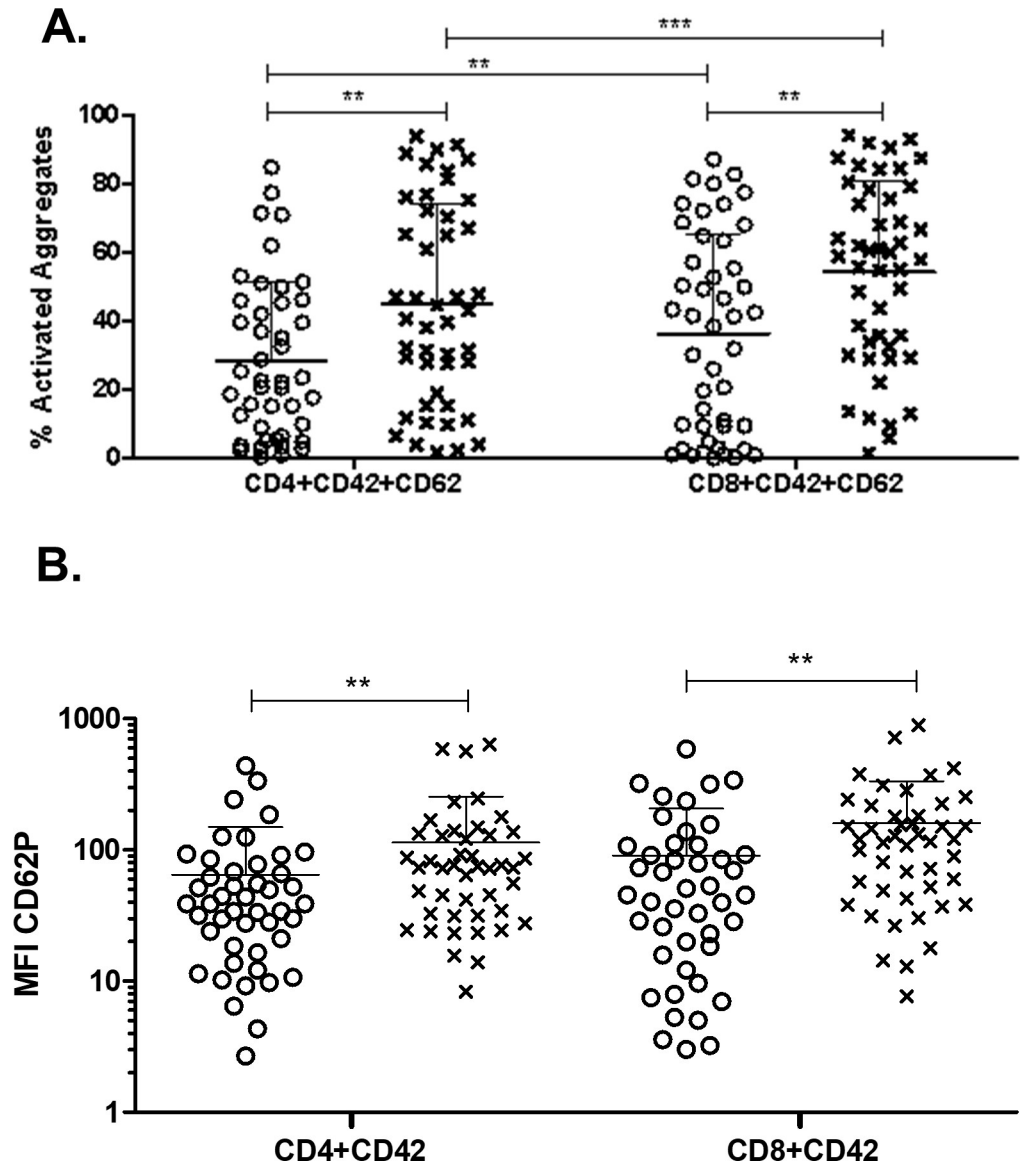 A.
***
**
** **
100
80
60
40
20
0
% Activated Aggregates
CD4+CD42+CD62 CD8+CD42+CD62
B.
**
**
1000
100
10
1
MFI CD62P
CD4+CD42 CD8+CD42